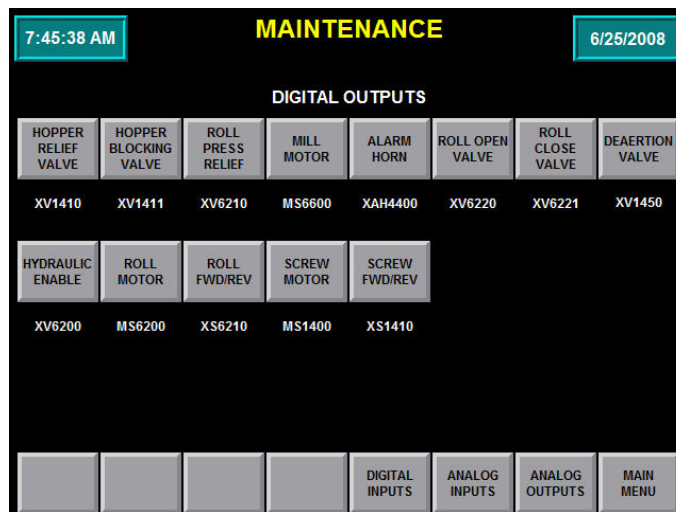 7:45:38 AM
MAINTENANCE
6/25/2008
DIGITAL OUTPUTS
HOPPER
RELIEF
VALVE
HOPPER
BLOCKING
VALVE
ROLL
PRESS
RELIEF
MILL
MOTOR
ALARM
HORN
ROLL OPEN
VALVE
ROLL
CLOSE
VALVE
DEAERTION
VALVE
XV1410
XV1411
XV6210
MS6600
XAH4400
XV6220
XV6221
XV1450
HYDRAULIC
ENABLE
ROLL
MOTOR
ROLL
FWD/REV
SCREW
MOTOR
SCREW
FWD/REV
XV6200
MS6200
XS6210
MS1400
XS1410
DIGITAL
INPUTS
ANALOG
INPUTS
ANALOG
OUTPUTS
MAIN
MENU